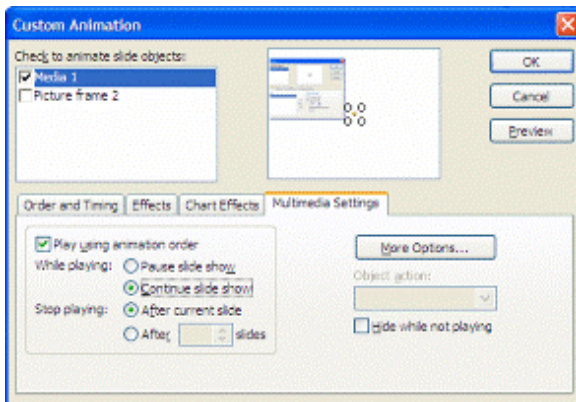 Custom Animation
Check to animate slide objects:
Media 1
Picture frame 2
OK
Cancel
Preview
Order and Timing
Effects
Chart Effects
Multimedia Settings
Play using animation order
While playing:
Pause slide show
Continue slide show
Stop playing:
After current slide
After
slides
More Options...
Object action:
Hide while not playing